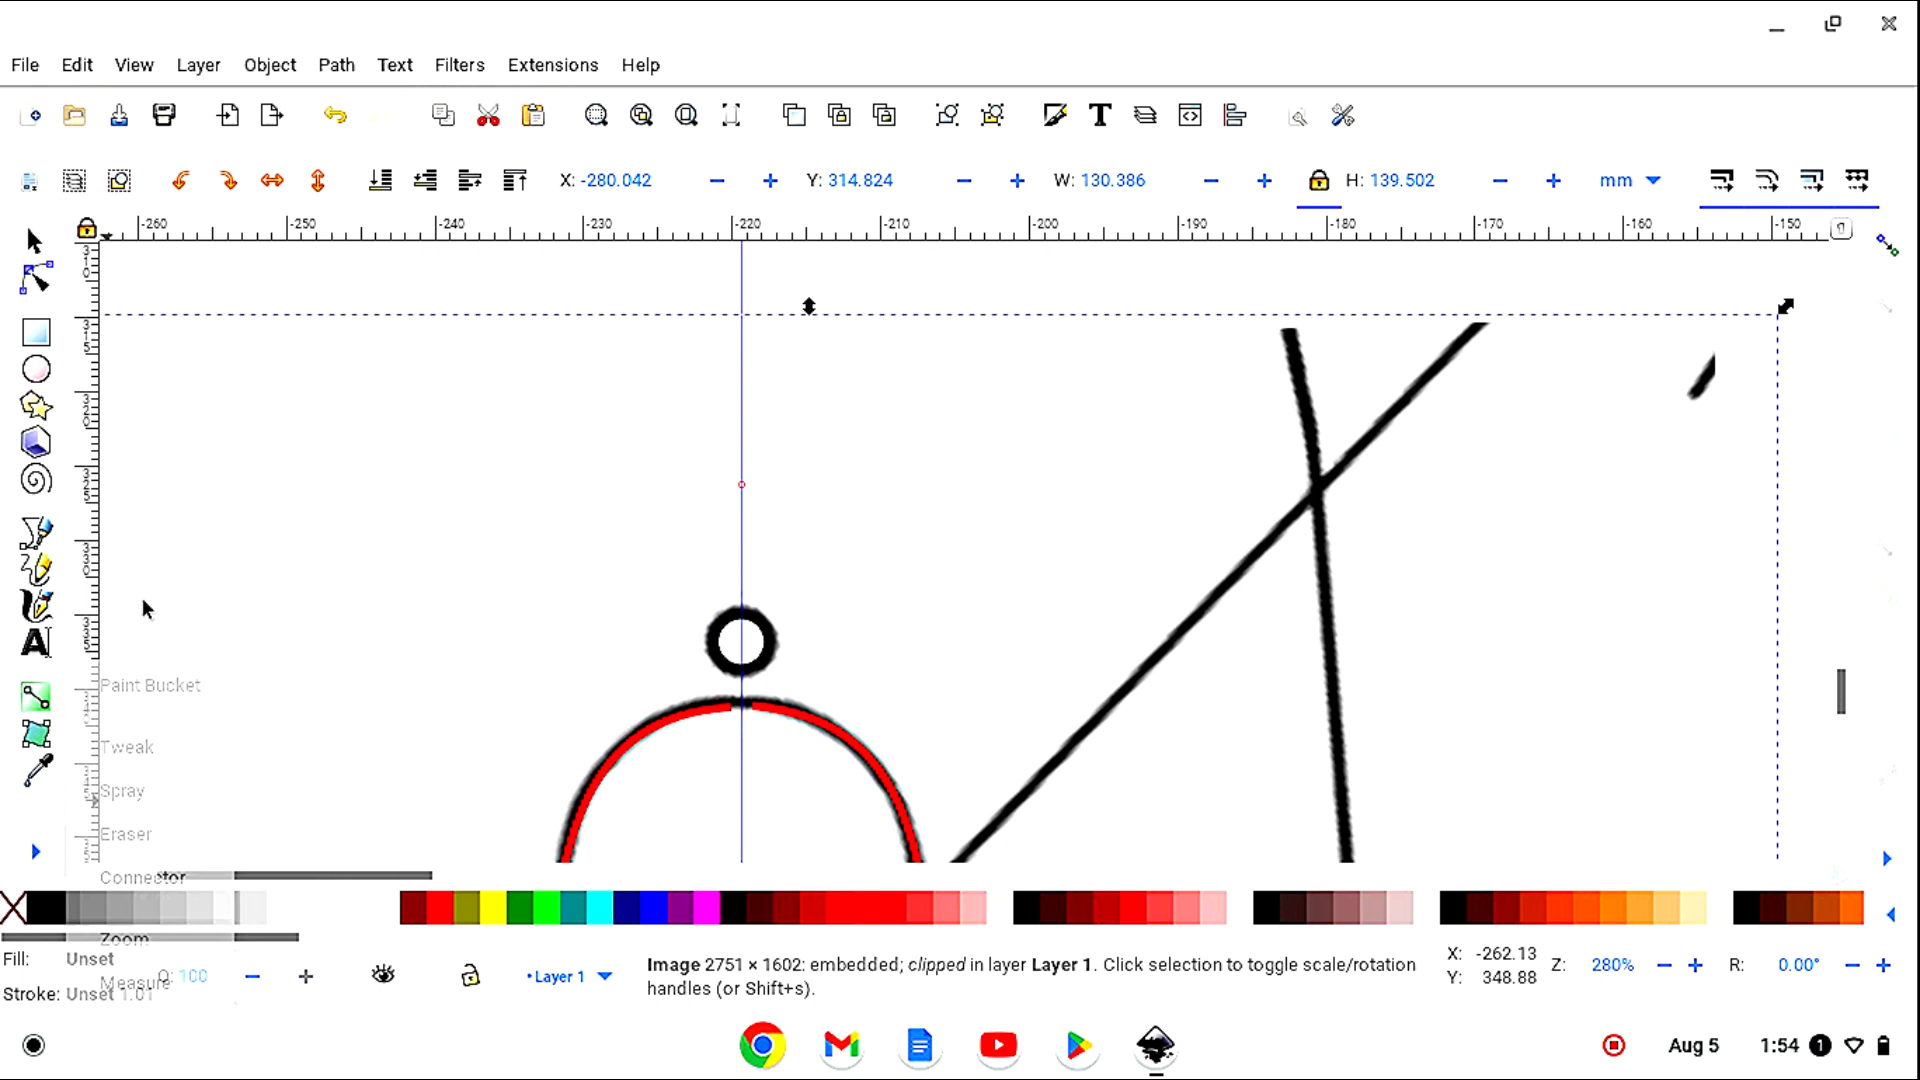 File Edit View Layer Object Path Text Filters Extensions Help
X: -280.042 Y: 314.824 W: 130.386 H: 139.502 mm
-260 -250 -240 -230 -220 -210 -200 -190 -180 -170 -160 -150
Paint Bucket
Tweak
Spray
Eraser
Connector
Zoom
Measure
Fill: Unset
Stroke: Unset 1.01
O: 100
•Layer 1
Image 2751 × 1602: embedded; clipped in layer Layer 1. Click selection to toggle scale/rotation
handles (or Shift+s).
X: -262.13
Y: 348.88
Z: 280%
R: 0.00°
Aug 5 1:54 1